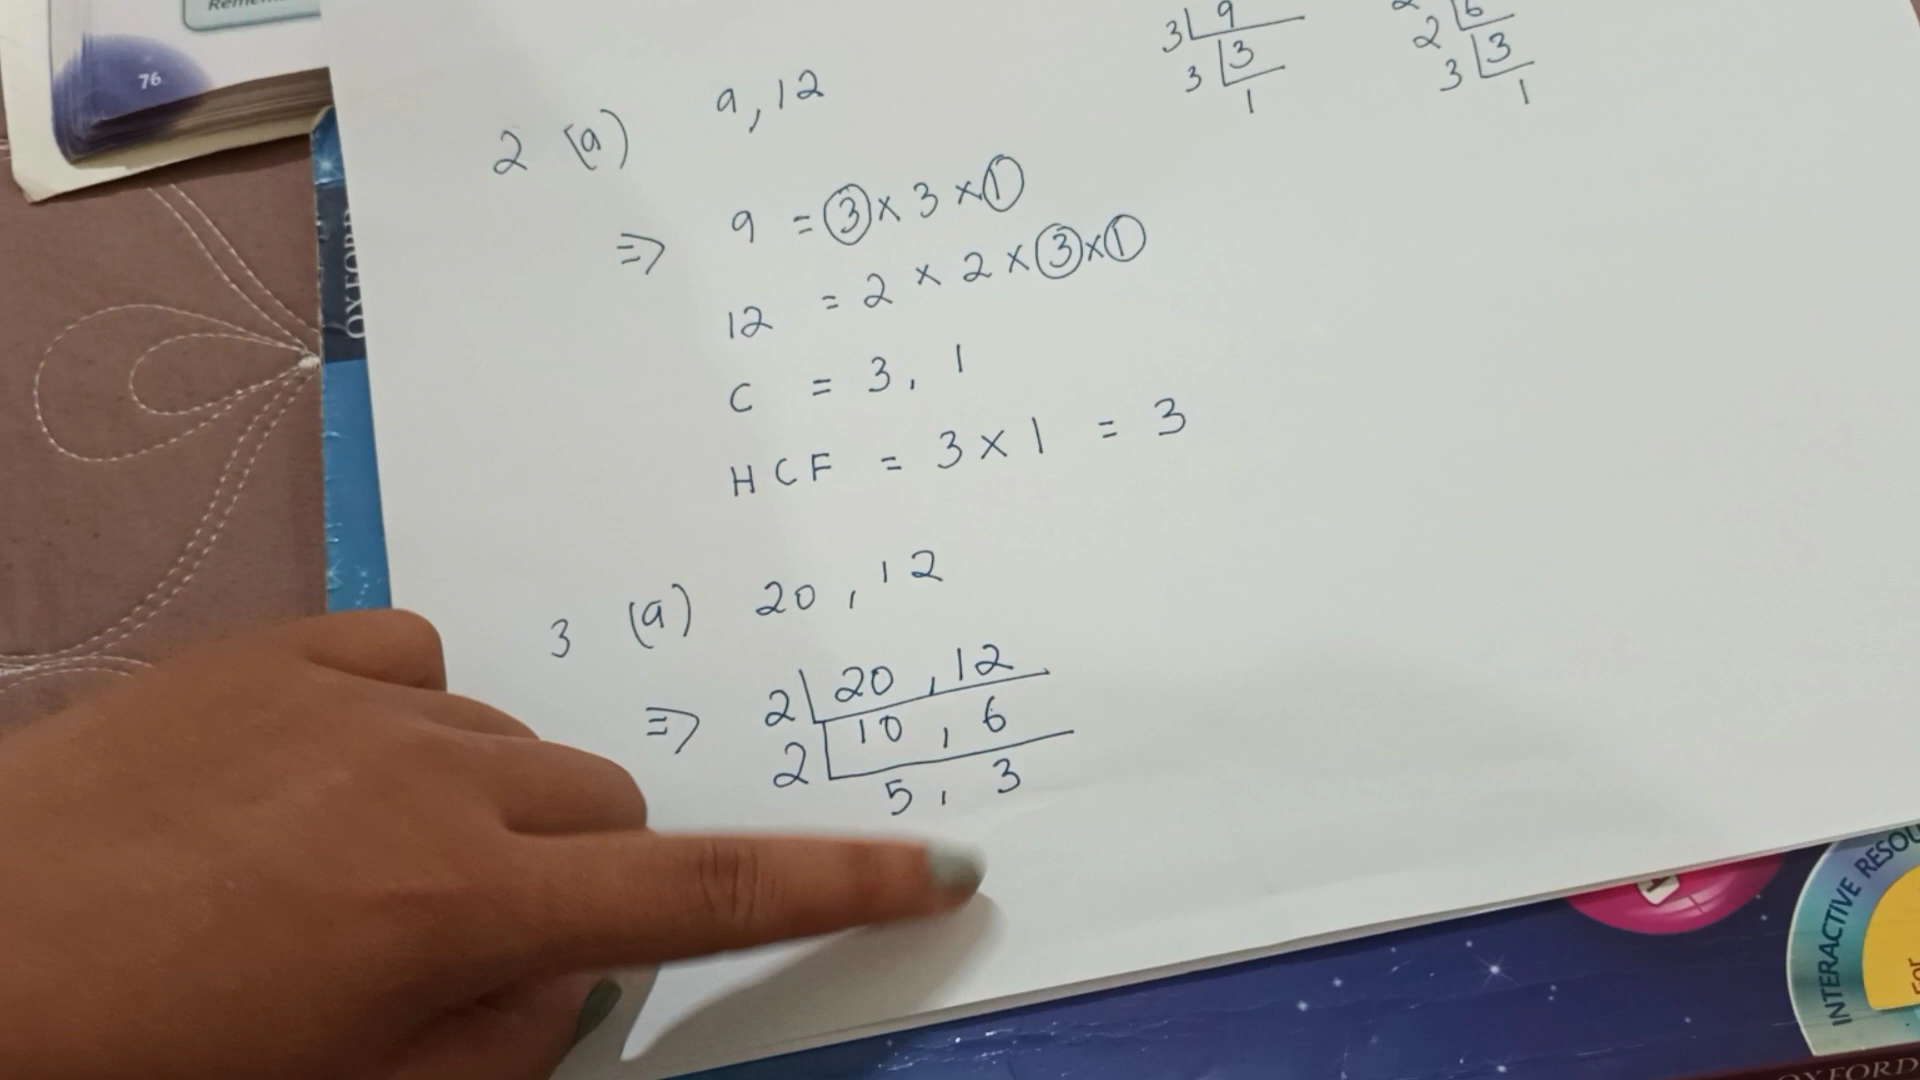 76
OXFORD
3 9
3 3
1
2 6
3 3
1
2 (a) 9, 12
⇒ 9 = 3 × 3 × 1
12 = 2 × 2 × 3 × 1
C = 3, 1
HCF = 3 × 1 = 3
3 (a) 20, 12
⇒ 2 20, 12
2 10, 6
5, 3
INTERACTIVE
For
OXFORD